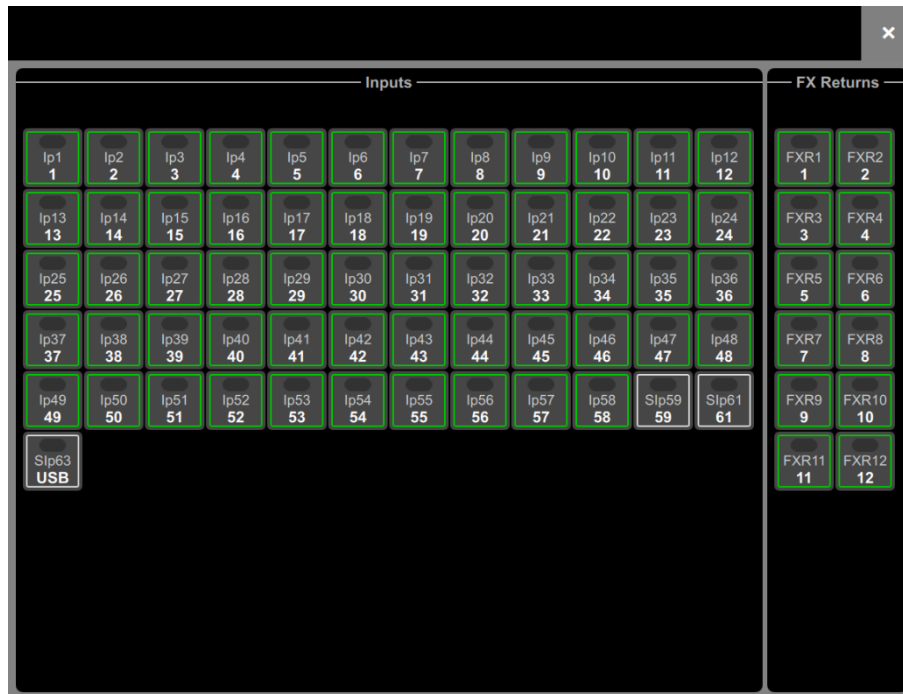 ×
Inputs
FX Returns
Ip1 Ip2 Ip3 Ip4 Ip5 Ip6 Ip7 Ip8 Ip9 Ip10 Ip11 Ip12
1 2 3 4 5 6 7 8 9 10 11 12
Ip13 Ip14 Ip15 Ip16 Ip17 Ip18 Ip19 Ip20 Ip21 Ip22 Ip23 Ip24
13 14 15 16 17 18 19 20 21 22 23 24
Ip25 Ip26 Ip27 Ip28 Ip29 Ip30 Ip31 Ip32 Ip33 Ip34 Ip35 Ip36
25 26 27 28 29 30 31 32 33 34 35 36
Ip37 Ip38 Ip39 Ip40 Ip41 Ip42 Ip43 Ip44 Ip45 Ip46 Ip47 Ip48
37 38 39 40 41 42 43 44 45 46 47 48
Ip49 Ip50 Ip51 Ip52 Ip53 Ip54 Ip55 Ip56 Ip57 Ip58 SIp59 SIp61
49 50 51 52 53 54 55 56 57 58 59 61
SIp63
USB
FXR1 FXR2
1 2
FXR3 FXR4
3 4
FXR5 FXR6
5 6
FXR7 FXR8
7 8
FXR9 FXR10
9 10
FXR11 FXR12
11 12